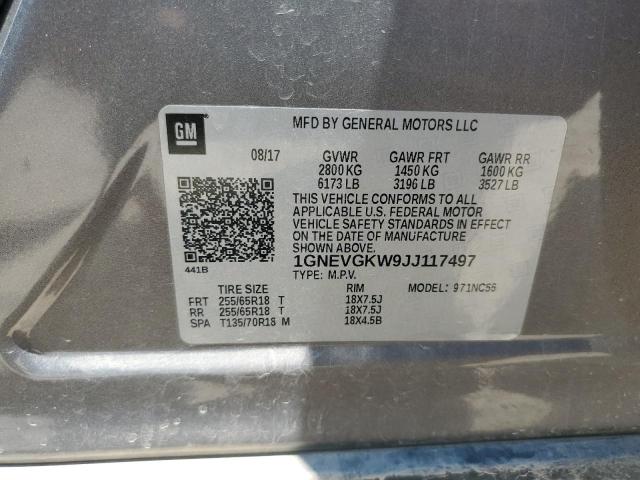 GM
MFD BY GENERAL MOTORS LLC
08/17 GVWR GAWR FRT GAWR RR
2800 KG 1450 KG 1600 KG
6173 LB 3196 LB 3527 LB
THIS VEHICLE CONFORMS TO ALL
APPLICABLE U.S. FEDERAL MOTOR
VEHICLE SAFETY STANDARDS IN EFFECT
ON THE DATE OF MANUFACTURE
SHOWN ABOVE.
441B 1GNEVGKW9JJ117497
TYPE: M.P.V. MODEL: 971NC56
TIRE SIZE RIM
FRT 255/65R18 T 18X7.5J
RR 255/65R18 T 18X7.5J
SPA T135/70R18 M 18X4.5B